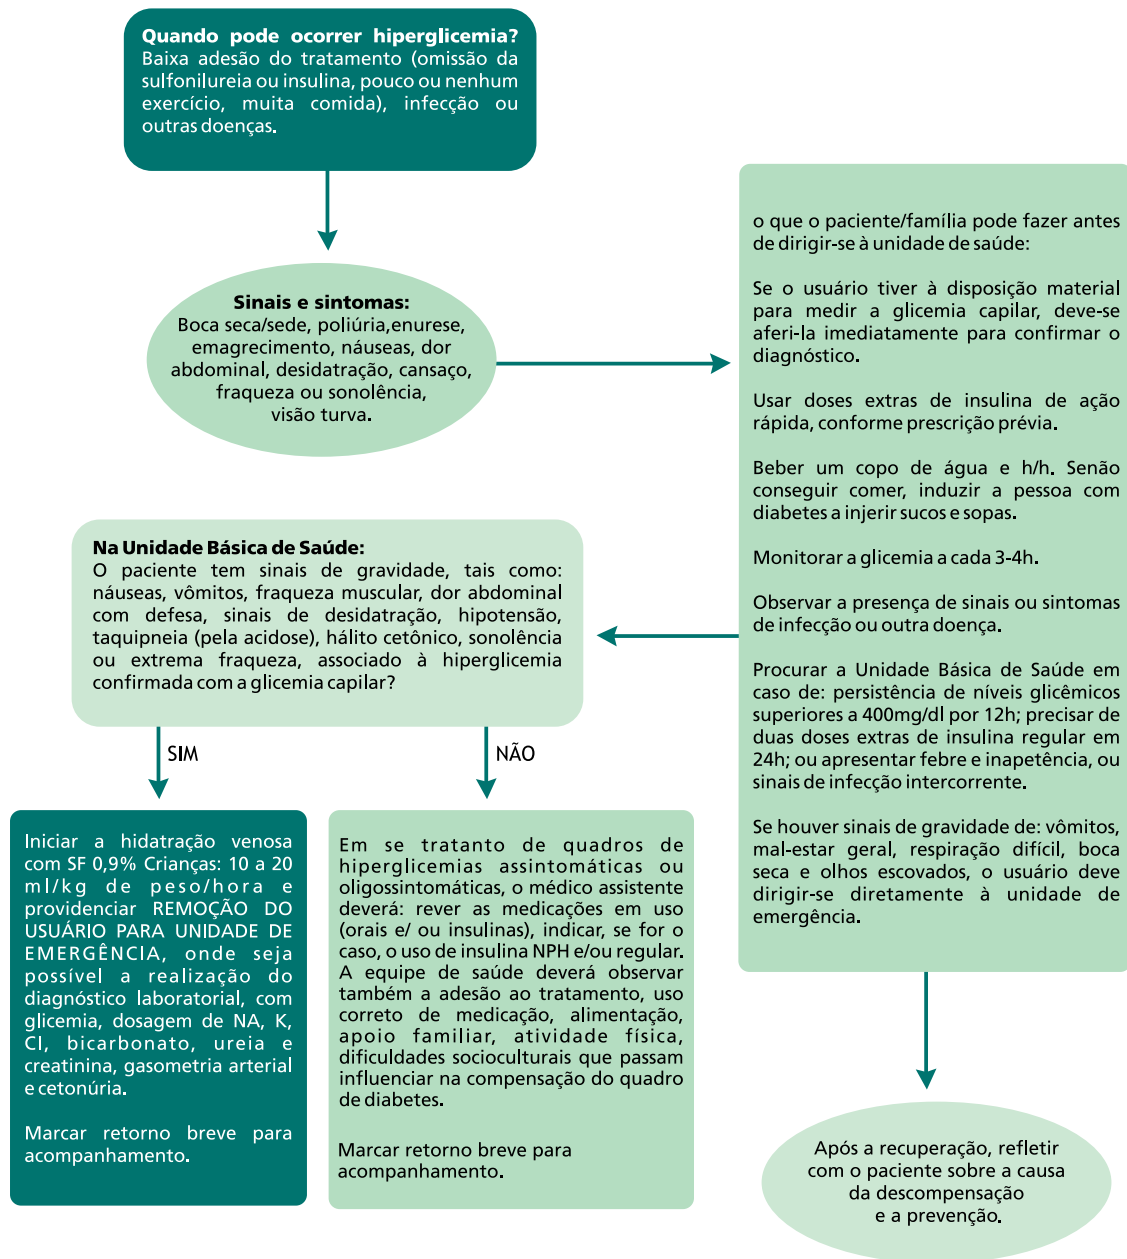 Quando pode ocorrer hiperglicemia?
Baixa adesão do tratamento (omissão da
sulfonilureia ou insulina, pouco ou nenhum
exercício, muita comida), infecção ou
outras doenças.
Sinais e sintomas:
Boca seca/sede, poliúria,enurese,
emagrecimento, náuseas, dor
abdominal, desidratação, cansaço,
fraqueza ou sonolência,
visão turva.
o que o paciente/família pode fazer antes
de dirigir-se à unidade de saúde:
Se o usuário tiver à disposição material
para medir a glicemia capilar, deve-se
aferi-la imediatamente para confirmar o
diagnóstico.
Usar doses extras de insulina de ação
rápida, conforme prescrição prévia.
Beber um copo de água e h/h. Senão
conseguir comer, induzir a pessoa com
diabetes a injerir sucos e sopas.
Monitorar a glicemia a cada 3-4h.
Observar a presença de sinais ou sintomas
de infecção ou outra doença.
Procurar a Unidade Básica de Saúde em
caso de: persistência de níveis glicêmicos
superiores a 400mg/dl por 12h; precisar de
duas doses extras de insulina regular em
24h; ou apresentar febre e inapetência, ou
sinais de infecção intercorrente.
Se houver sinais de gravidade de: vômitos,
mal-estar geral, respiração difícil, boca
seca e olhos escovados, o usuário deve
dirigir-se diretamente à unidade de
emergência.
Na Unidade Básica de Saúde:
O paciente tem sinais de gravidade, tais como:
náuseas, vômitos, fraqueza muscular, dor abdominal
com defesa, sinais de desidratação, hipotensão,
taquipneia (pela acidose), hálito cetônico, sonolência
ou extrema fraqueza, associado à hiperglicemia
confirmada com a glicemia capilar?
SIM
NÃO
Iniciar a hidratação venosa
com SF 0,9% Crianças: 10 a 20
ml/kg de peso/hora e
providenciar REMOÇÃO DO
USUÁRIO PARA UNIDADE DE
EMERGÊNCIA, onde seja
possível a realização do
diagnóstico laboratorial, com
glicemia, dosagem de NA, K,
CI, bicarbonato, ureia e
creatinina, gasometria arterial
e cetonúria.
Marcar retorno breve para
acompanhamento.
Em se tratanto de quadros de
hiperglicemias assintomáticas ou
oligossintomáticas, o médico assistente
deverá: rever as medicações em uso
(orais e/ ou insulinas), indicar, se for o
caso, o uso de insulina NPH e/ou regular.
A equipe de saúde deverá observar
também a adesão ao tratamento, uso
correto de medicação, alimentação,
apoio familiar, atividade física,
dificuldades socioculturais que passam
influenciar na compensação do quadro
de diabetes.
Marcar retorno breve para
acompanhamento.
Após a recuperação, refletir
com o paciente sobre a causa
da descompensação
e a prevenção.